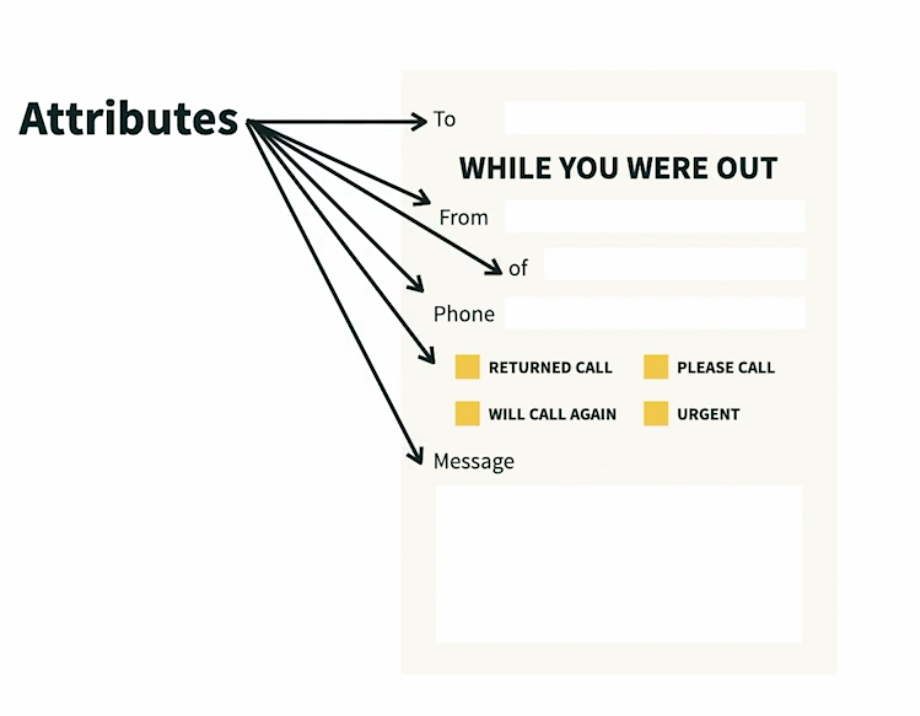 Attributes
To
WHILE YOU WERE OUT
From
of
Phone
RETURNED CALL PLEASE CALL
WILL CALL AGAIN URGENT
Message